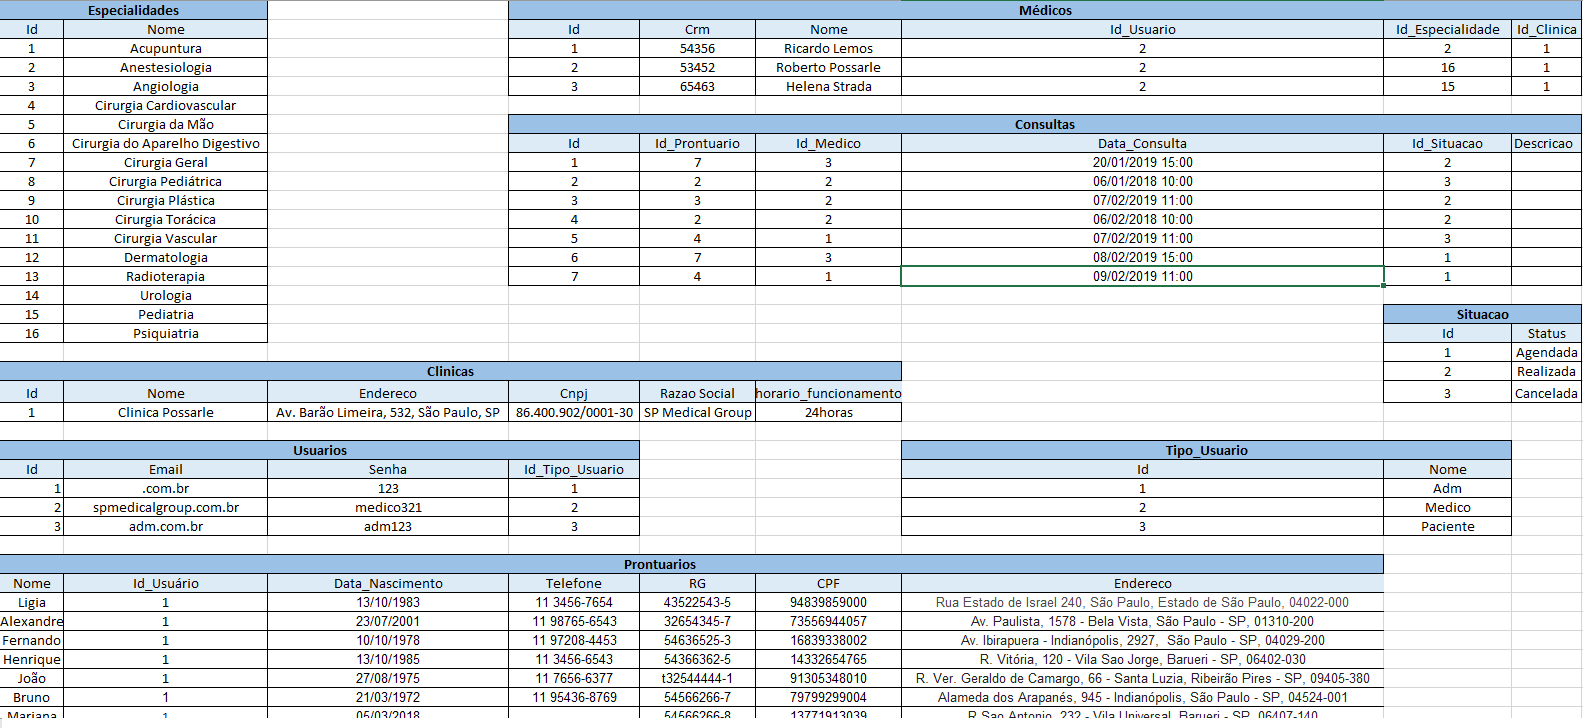 Especialidades
Id Nome
1 Acupuntura
2 Anestesiologia
3 Angiologia
4 Cirurgia Cardiovascular
5 Cirurgia da Mão
6 Cirurgia do Aparelho Digestivo
7 Cirurgia Geral
8 Cirurgia Pediátrica
9 Cirurgia Plástica
10 Cirurgia Torácica
11 Cirurgia Vascular
12 Dermatologia
13 Radioterapia
14 Urologia
15 Pediatria
16 Psiquiatria
Médicos
Id Crm Nome Id_Usuario Id_Especialidade Id_Clinica
1 54356 Ricardo Lemos 2 2 1
2 53452 Roberto Possarle 2 16 1
3 65463 Helena Strada 2 15 1
Consultas
Id Id_Prontuario Id_Medico Data_Consulta Id_Situacao Descricao
1 7 3 20/01/2019 15:00 2
2 2 2 06/01/2018 10:00 3
3 3 2 07/02/2019 11:00 2
4 2 2 06/02/2018 10:00 2
5 4 1 07/02/2019 11:00 3
6 7 3 08/02/2019 15:00 1
7 4 1 09/02/2019 11:00 1
Situacao
Id Status
1 Agendada
2 Realizada
3 Cancelada
Clinicas
Id Nome Endereco Cnpj Razao Social horario_funcionamento
1 Clinica Possarle Av. Barão Limeira, 532, São Paulo, SP 86.400.902/0001-30 SP Medical Group 24horas
Usuarios
Id Email Senha Id_Tipo_Usuario
1 .com.br 123 1
2 spmedicalgroup.com.br medico321 2
3 adm.com.br adm123 3
Tipo_Usuario
Id Nome
1 Adm
2 Medico
3 Paciente
Prontuarios
Nome Id_Usuário Data_Nascimento Telefone RG CPF Endereco
Ligia 1 13/10/1983 11 3456-7654 43522543-5 94839859000 Rua Estado de Israel 240, São Paulo, Estado de São Paulo, 04022-000
Alexandre 1 23/07/2001 11 98765-6543 32654345-7 73556944057 Av. Paulista, 1578 - Bela Vista, São Paulo - SP, 01310-200
Fernando 1 10/10/1978 11 97208-4453 54636525-3 16839338002 Av. Ibirapuera - Indianópolis, 2927, São Paulo - SP, 04029-200
Henrique 1 13/10/1985 11 3456-6543 54366362-5 14332654765 R. Vitória, 120 - Vila Sao Jorge, Barueri - SP, 06402-030
João 1 27/08/1975 11 7656-6377 t32544444-1 91305348010 R. Ver. Geraldo de Camargo, 66 - Santa Luzia, Ribeirão Pires - SP, 09405-380
Bruno 1 21/03/1972 11 95436-8769 54566266-7 79799299004 Alameda dos Arapanés, 945 - Indianópolis, São Paulo - SP, 04524-001
Mariana 1 05/03/2018 54566266-8 13771913039 R Sao Antonio, 232 - Vila Universal, Barueri - SP, 06407-140